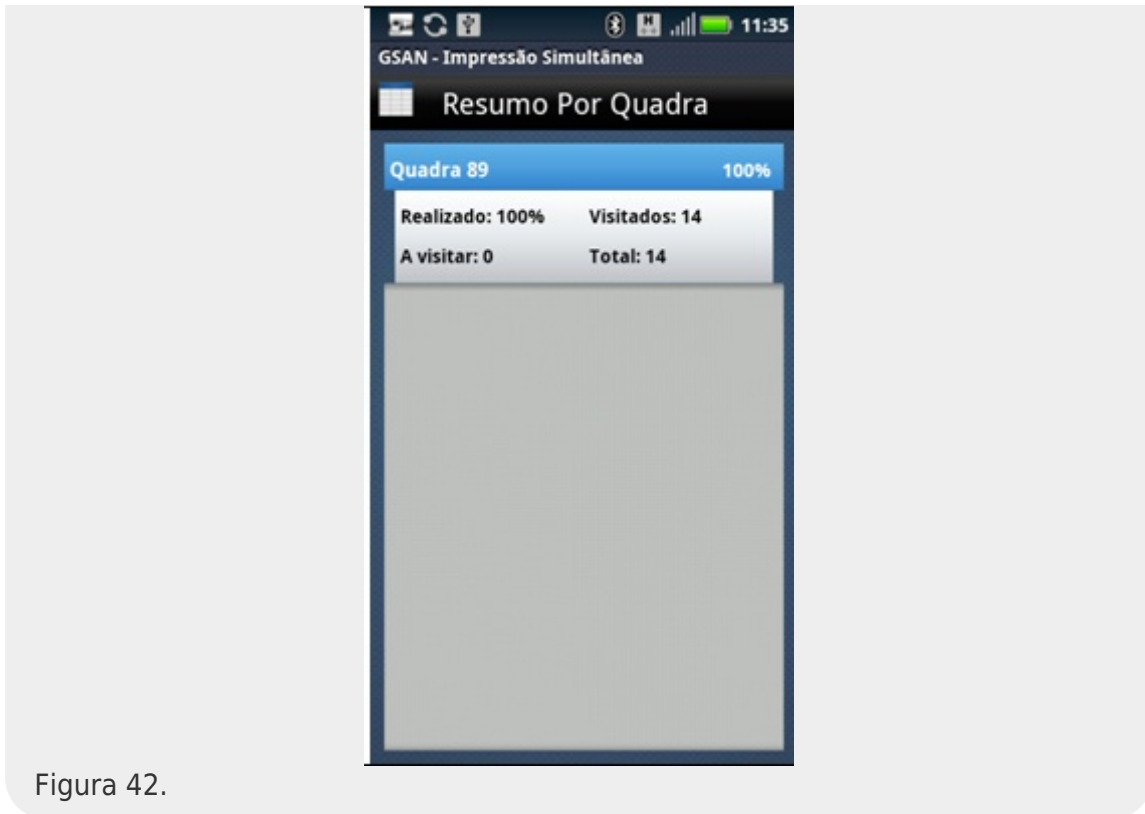 11:35
GSAN - Impressão Simultânea
Resumo Por Quadra
Quadra 89 100%
Realizado: 100% Visitados: 14
A visitar: 0 Total: 14
Figura 42.